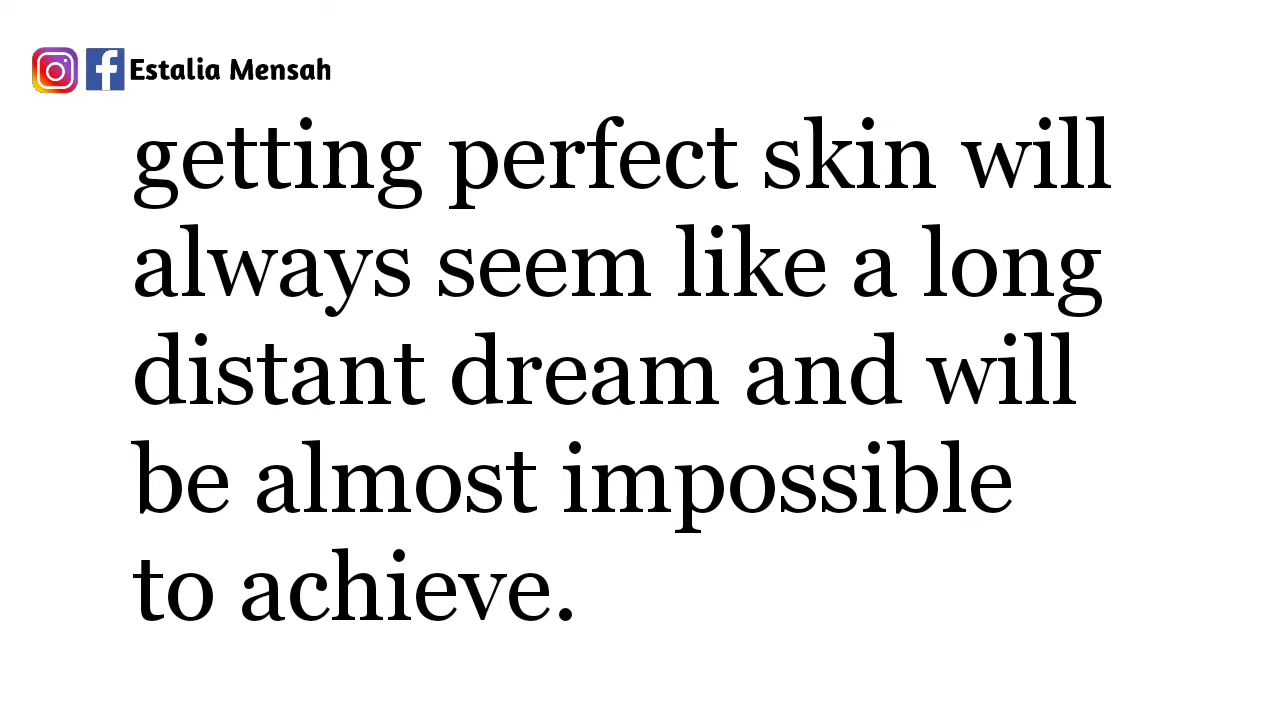 Estalia Mensah
getting perfect skin will
always seem like a long
distant dream and will
be almost impossible
to achieve.